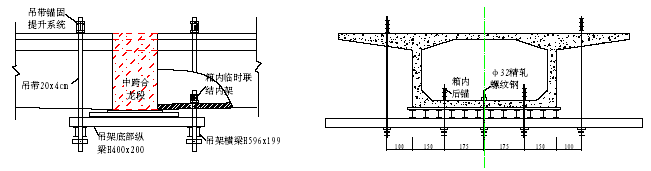 吊带锚固
提升系统
吊带20x4cm
中跨合
龙段
箱内临时联
结内架
吊架底部纵
梁H400x200
吊架横梁H596x199
箱内
后锚
φ32精轧
螺纹钢
100
150
175
175
150
100